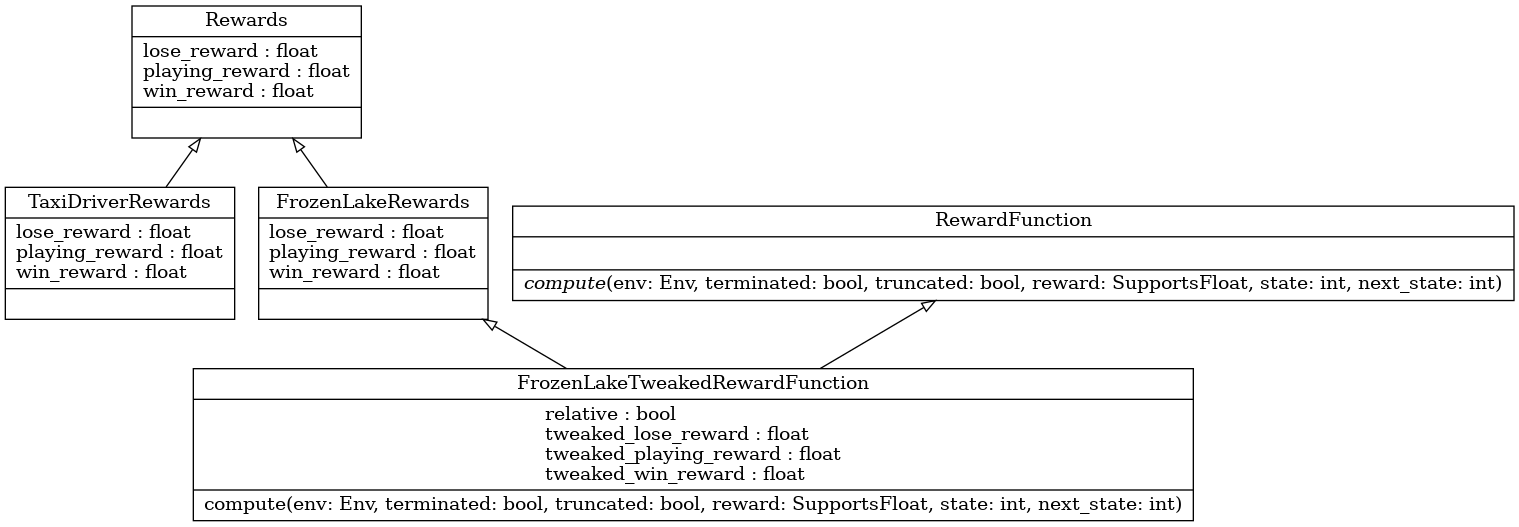 Rewards
lose_reward : float
playing_reward : float
win_reward : float
TaxiDriverRewards
lose_reward : float
playing_reward : float
win_reward : float
FrozenLakeRewards
lose_reward : float
playing_reward : float
win_reward : float
RewardFunction
compute(env: Env, terminated: bool, truncated: bool, reward: SupportsFloat, state: int, next_state: int)
FrozenLakeTweakedRewardFunction
relative : bool
tweaked_lose_reward : float
tweaked_playing_reward : float
tweaked_win_reward : float
compute(env: Env, terminated: bool, truncated: bool, reward: SupportsFloat, state: int, next_state: int)